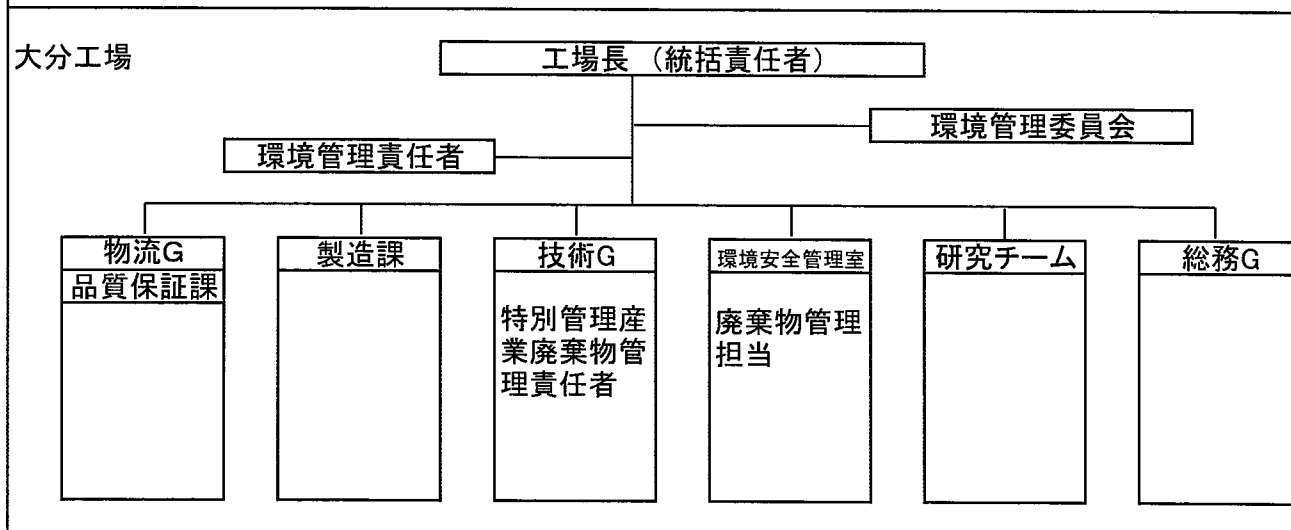 大分工場
工場長 （統括責任者）
環境管理委員会
環境管理責任者
物流G
品質保証課
製造課
技術G
特別管理産
業廃棄物管
理責任者
環境安全管理室
廃棄物管理
担当
研究チーム
総務G